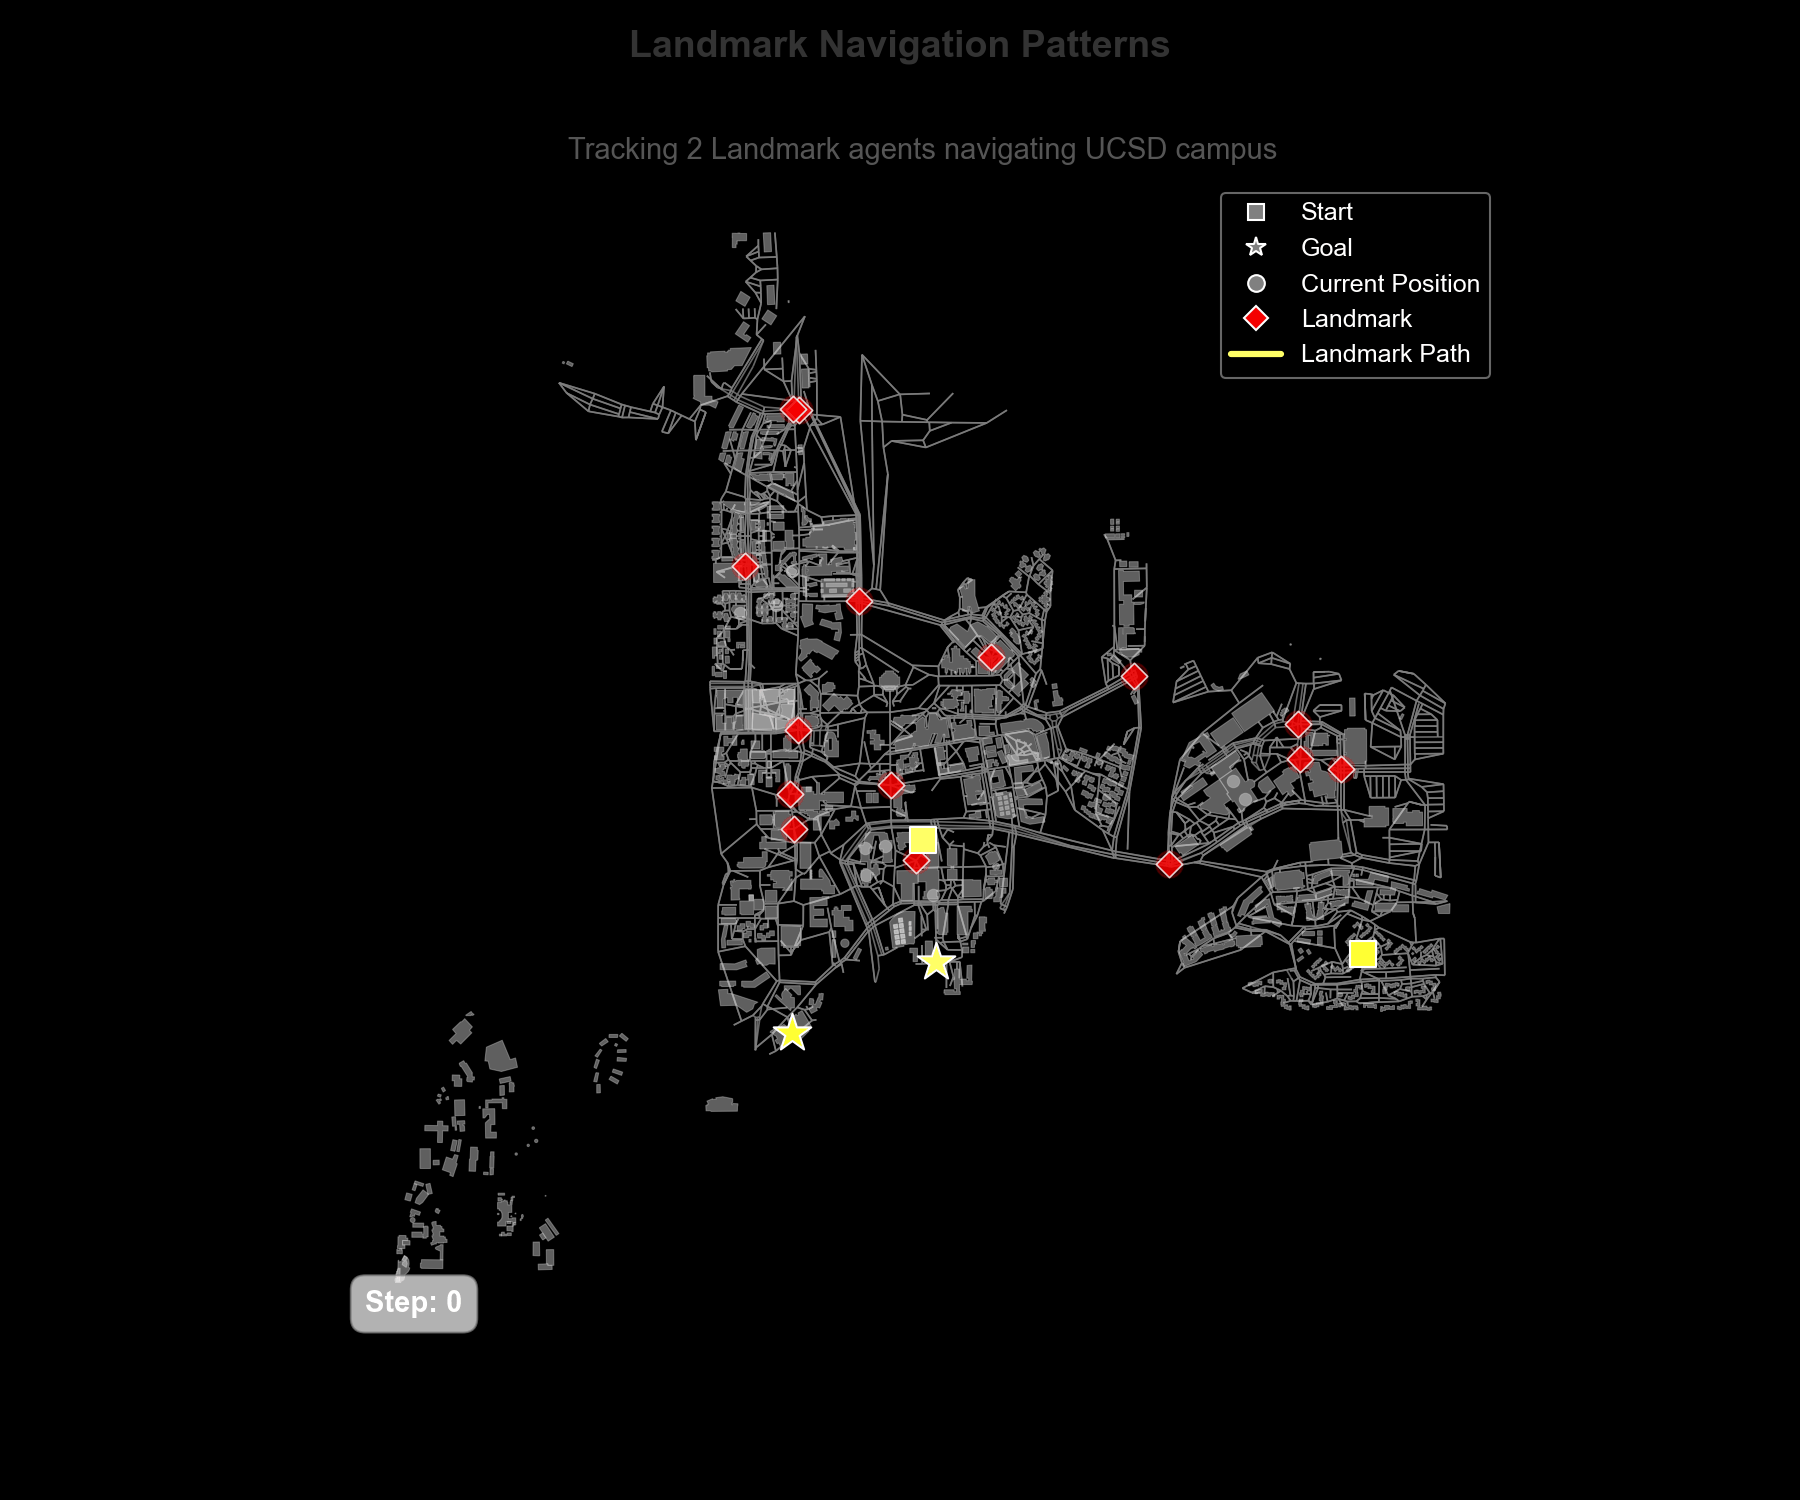 Landmark Navigation Patterns
Tracking 2 Landmark agents navigating UCSD campus
Start
Goal
Current Position
Landmark
Landmark Path
Step: 0